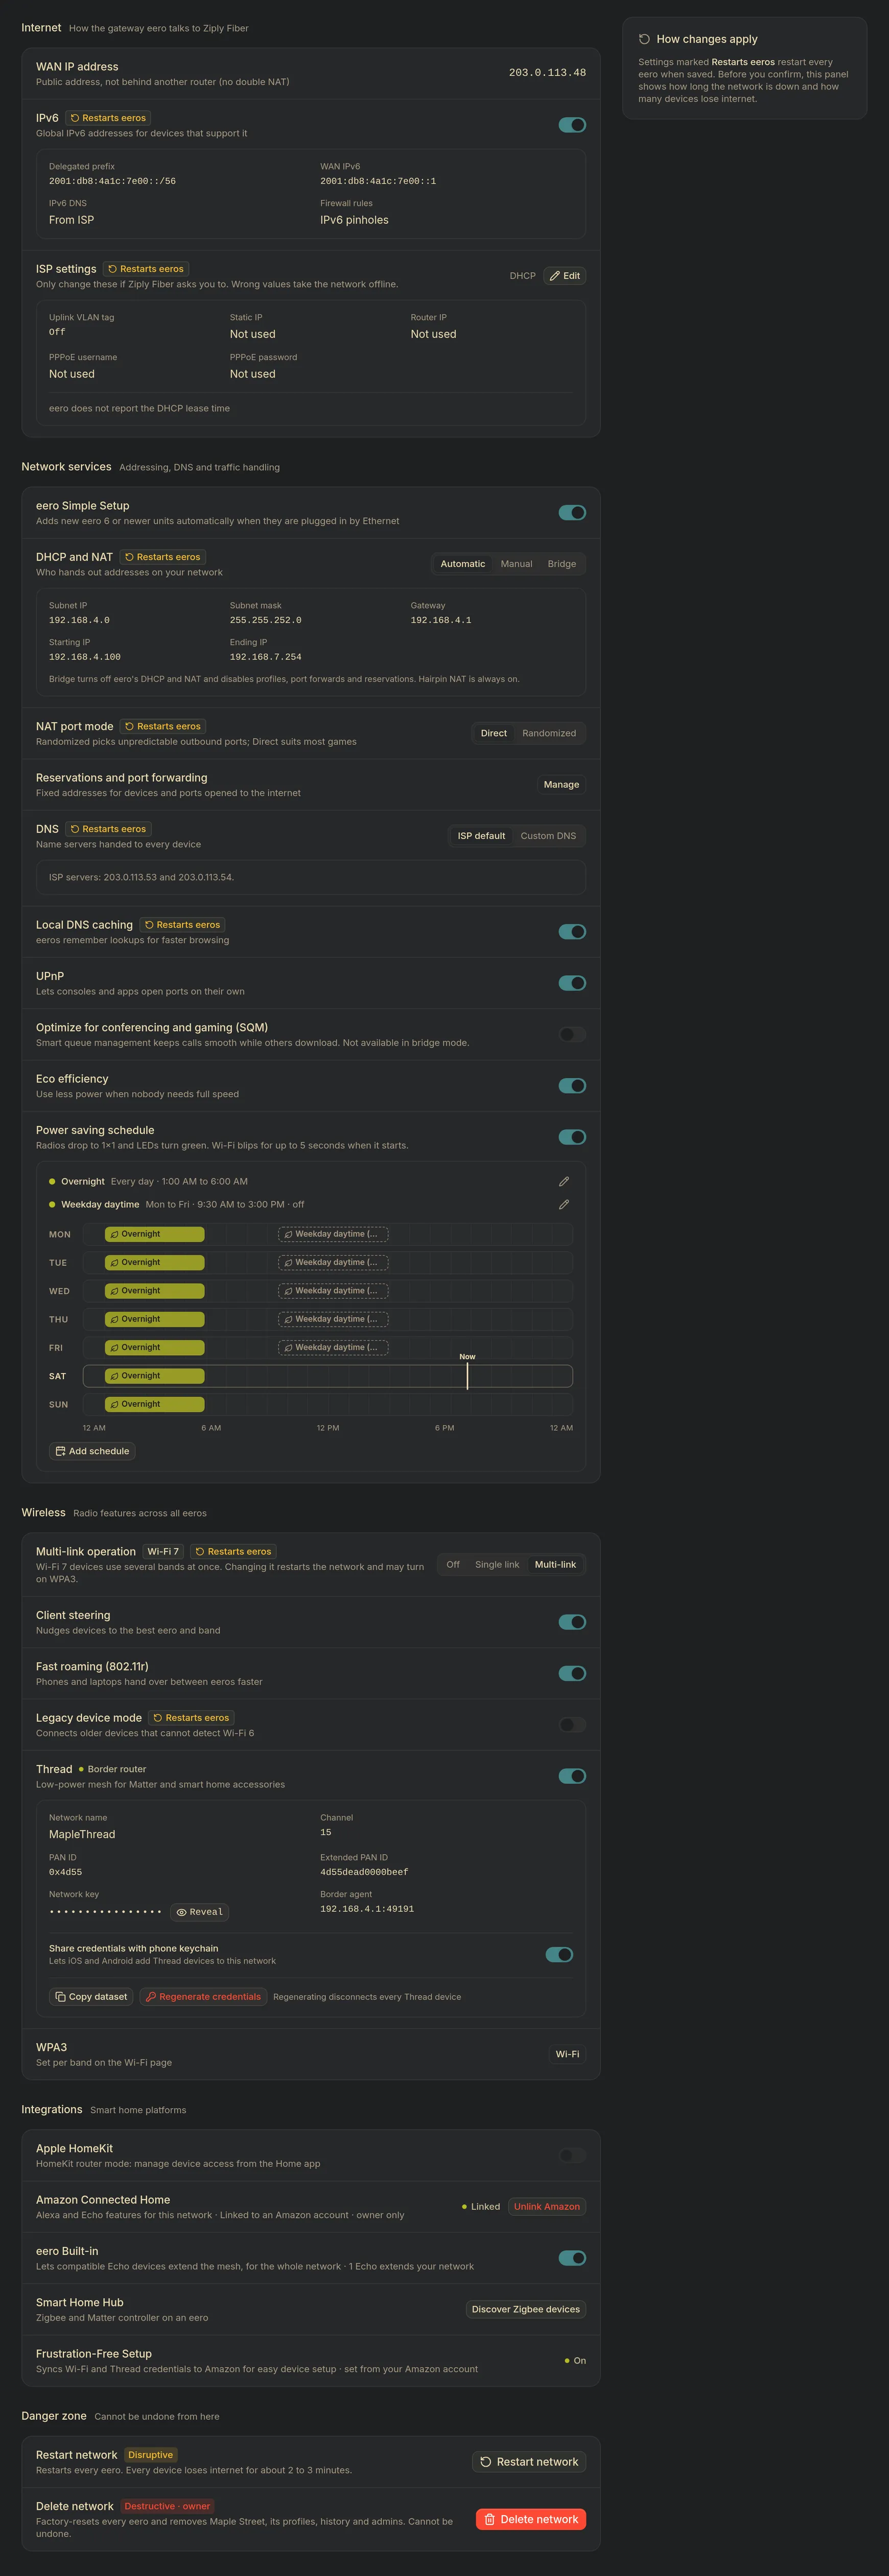 Internet How the gateway eero talks to Ziply Fiber
WAN IP address
Public address, not behind another router (no double NAT)
203.0.113.48
IPv6 Restarts eeros
Global IPv6 addresses for devices that support it
Delegated prefix
2001:db8:4a1c:7e00::/56
WAN IPv6
2001:db8:4a1c:7e00::1
IPv6 DNS
From ISP
Firewall rules
IPv6 pinholes
ISP settings Restarts eeros
Only change these if Ziply Fiber asks you to. Wrong values take the network offline.
DHCP Edit
Uplink VLAN tag
Off
Static IP
Not used
Router IP
Not used
PPPoE username
Not used
PPPoE password
Not used
eero does not report the DHCP lease time
Network services Addressing, DNS and traffic handling
eero Simple Setup
Adds new eero 6 or newer units automatically when they are plugged in by Ethernet
DHCP and NAT Restarts eeros
Who hands out addresses on your network
Automatic Manual Bridge
Subnet IP
192.168.4.0
Subnet mask
255.255.252.0
Gateway
192.168.4.1
Starting IP
192.168.4.100
Ending IP
192.168.7.254
Bridge turns off eero's DHCP and NAT and disables profiles, port forwards and reservations. Hairpin NAT is always on.
NAT port mode Restarts eeros
Randomized picks unpredictable outbound ports; Direct suits most games
Direct Randomized
Reservations and port forwarding
Fixed addresses for devices and ports opened to the internet
Manage
DNS Restarts eeros
Name servers handed to every device
ISP default Custom DNS
ISP servers: 203.0.113.53 and 203.0.113.54.
Local DNS caching Restarts eeros
eeros remember lookups for faster browsing
UPnP
Lets consoles and apps open ports on their own
Optimize for conferencing and gaming (SQM)
Smart queue management keeps calls smooth while others download. Not available in bridge mode.
Eco efficiency
Use less power when nobody needs full speed
Power saving schedule
Radios drop to 1×1 and LEDs turn green. Wi-Fi blips for up to 5 seconds when it starts.
Overnight Every day · 1:00 AM to 6:00 AM
Weekday daytime Mon to Fri · 9:30 AM to 3:00 PM · off
MON Overnight Weekday daytime (...
TUE Overnight Weekday daytime (...
WED Overnight Weekday daytime (...
THU Overnight Weekday daytime (...
FRI Overnight Weekday daytime (...
Now
SAT Overnight
SUN Overnight
12 AM 6 AM 12 PM 6 PM 12 AM
Add schedule
Wireless Radio features across all eeros
Multi-link operation Wi-Fi 7 Restarts eeros
Wi-Fi 7 devices use several bands at once. Changing it restarts the network and may turn
on WPA3.
Off Single link Multi-link
Client steering
Nudges devices to the best eero and band
Fast roaming (802.11r)
Phones and laptops hand over between eeros faster
Legacy device mode Restarts eeros
Connects older devices that cannot detect Wi-Fi 6
Thread Border router
Low-power mesh for Matter and smart home accessories
Network name
MapleThread
Channel
15
PAN ID
0x4d55
Extended PAN ID
4d55dead0000beef
Network key
•••••••••••••••• Reveal
Border agent
192.168.4.1:49191
Share credentials with phone keychain
Lets iOS and Android add Thread devices to this network
Copy dataset Regenerate credentials Regenerating disconnects every Thread device
WPA3
Set per band on the Wi-Fi page
Wi-Fi
Integrations Smart home platforms
Apple HomeKit
HomeKit router mode: manage device access from the Home app
Amazon Connected Home
Alexa and Echo features for this network · Linked to an Amazon account · owner only
Linked Unlink Amazon
eero Built-in
Lets compatible Echo devices extend the mesh, for the whole network · 1 Echo extends your network
Smart Home Hub
Zigbee and Matter controller on an eero
Discover Zigbee devices
Frustration-Free Setup
Syncs Wi-Fi and Thread credentials to Amazon for easy device setup · set from your Amazon account
On
Danger zone Cannot be undone from here
Restart network Disruptive
Restarts every eero. Every device loses internet for about 2 to 3 minutes.
Restart network
Delete network Destructive · owner
Factory-resets every eero and removes Maple Street, its profiles, history and admins. Cannot be
undone.
Delete network
How changes apply
Settings marked Restarts eeros restart every
eero when saved. Before you confirm, this panel
shows how long the network is down and how
many devices lose internet.